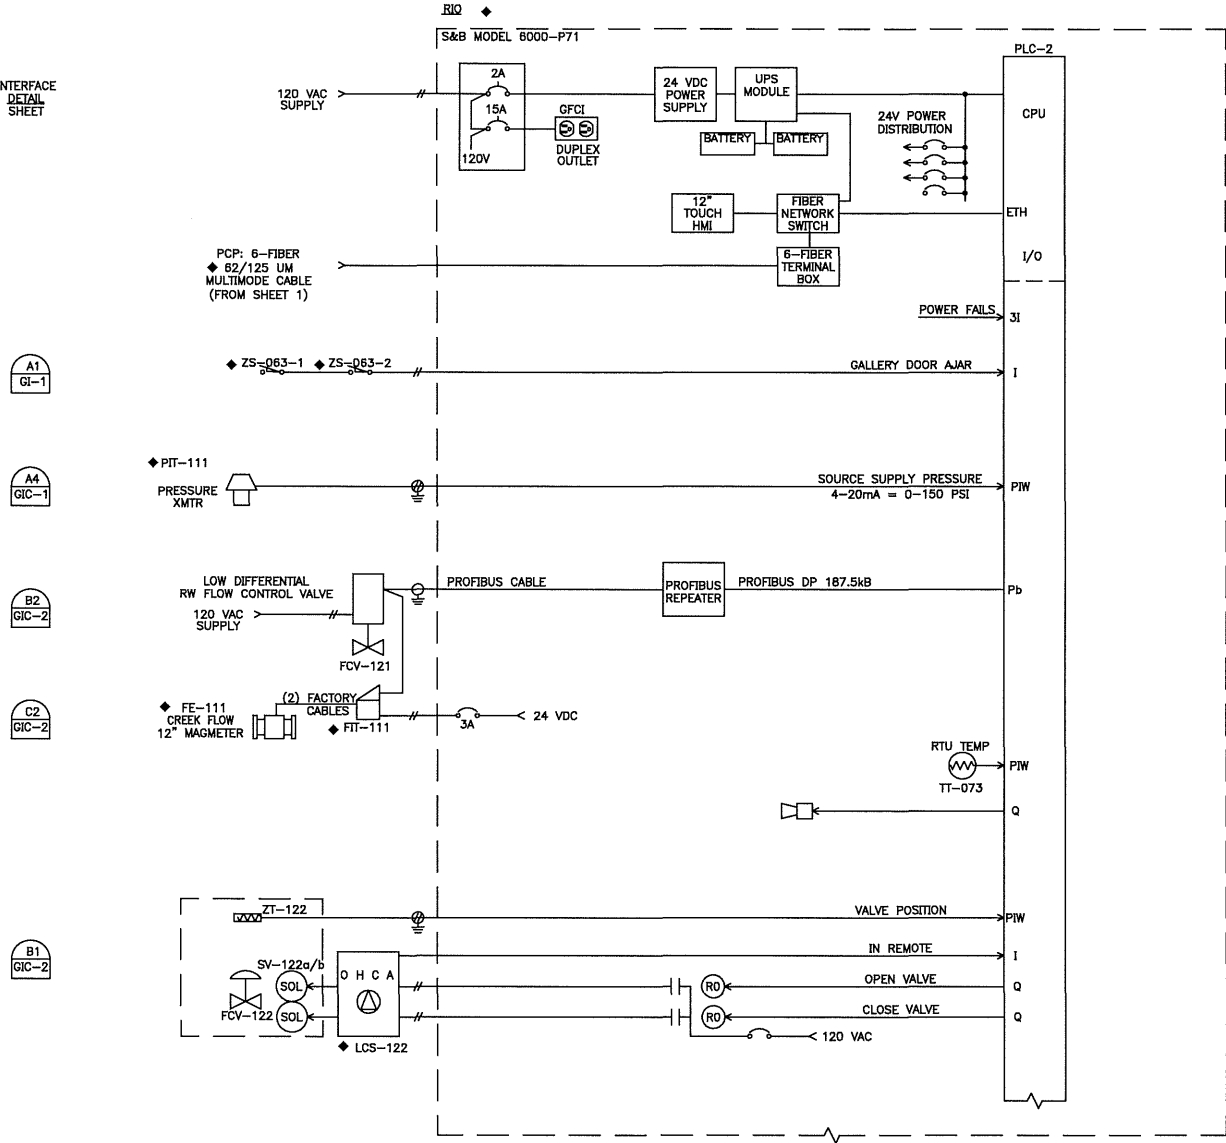 RIO
S&B MODEL 6000-P71
PLC-2
NTERFACE
DETAIL
SHEET
120 VAC
SUPPLY
2A
15A
120V
GFCI
DUPLEX
OUTLET
24 VDC
POWER
SUPPLY
UPS
MODULE
BATTERY
BATTERY
24V POWER
DISTRIBUTION
CPU
12"
TOUCH
HMI
FIBER
NETWORK
SWITCH
ETH
PCP: 6-FIBER
62/125 UM
MULTIMODE CABLE
(FROM SHEET 1)
6-FIBER
TERMINAL
BOX
I/O
POWER FAILS
3I
A1
GI-1
ZS-063-1
ZS-063-2
GALLERY DOOR AJAR
I
A4
GIC-1
PIT-111
PRESSURE
XMTR
SOURCE SUPPLY PRESSURE
4-20mA = 0-150 PSI
PIW
B2
GIC-2
LOW DIFFERENTIAL
RW FLOW CONTROL VALVE
120 VAC
SUPPLY
FCV-121
PROFIBUS CABLE
PROFIBUS
REPEATER
PROFIBUS DP 187.5kB
Pb
C2
GIC-2
FE-111
CREEK FLOW
12" MAGMETER
(2) FACTORY
CABLES
FIT-111
3A
24 VDC
RTU TEMP
TT-073
PIW
Q
B1
GIC-2
ZT-122
VALVE POSITION
PIW
IN REMOTE
I
SV-122a/b
SOL
SOL
FCV-122
O H C A
LCS-122
RO
OPEN VALVE
Q
RO
CLOSE VALVE
Q
120 VAC